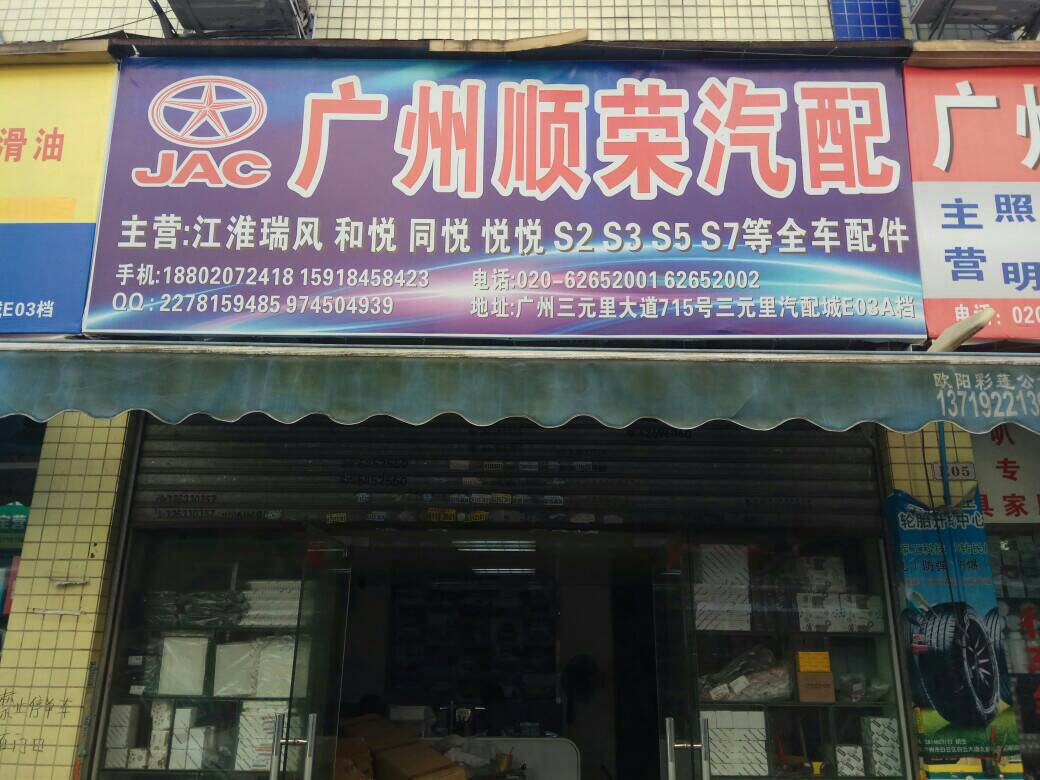 滑油
E03档
JAC
广州顺荣汽配
主营:江淮瑞风 和悦 同悦 悦悦 S2 S3 S5 S7等全车配件
手机:18802072418 15918458423
电话:020-62652001 62652002
QQ : 2278159485 974504939
地址:广州三元里大道715号三元里汽配城E03A档
广
主营
照
明
电话: 020
欧阳彩莲公
13719221
E05
专
具家
轮胎
中心